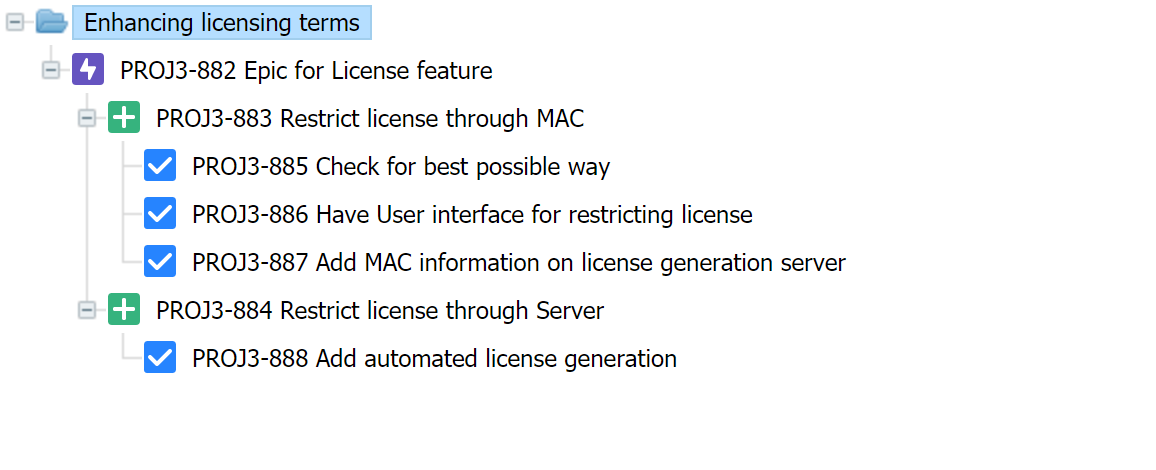 Enhancing licensing terms
PROJ3-882 Epic for License feature
PROJ3-883 Restrict license through MAC
PROJ3-885 Check for best possible way
PROJ3-886 Have User interface for restricting license
PROJ3-887 Add MAC information on license generation server
PROJ3-884 Restrict license through Server
PROJ3-888 Add automated license generation